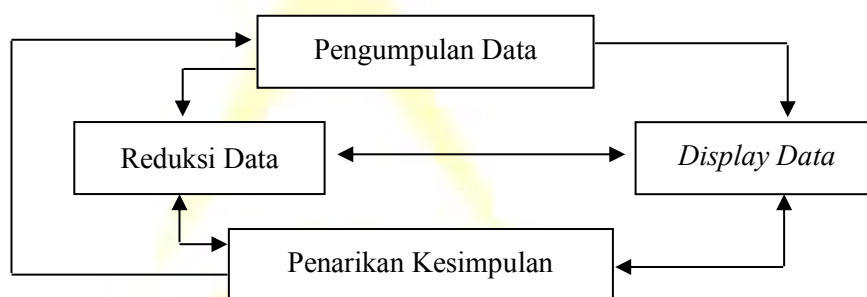 Pengumpulan Data
Reduksi Data
Display Data
Penarikan Kesimpulan